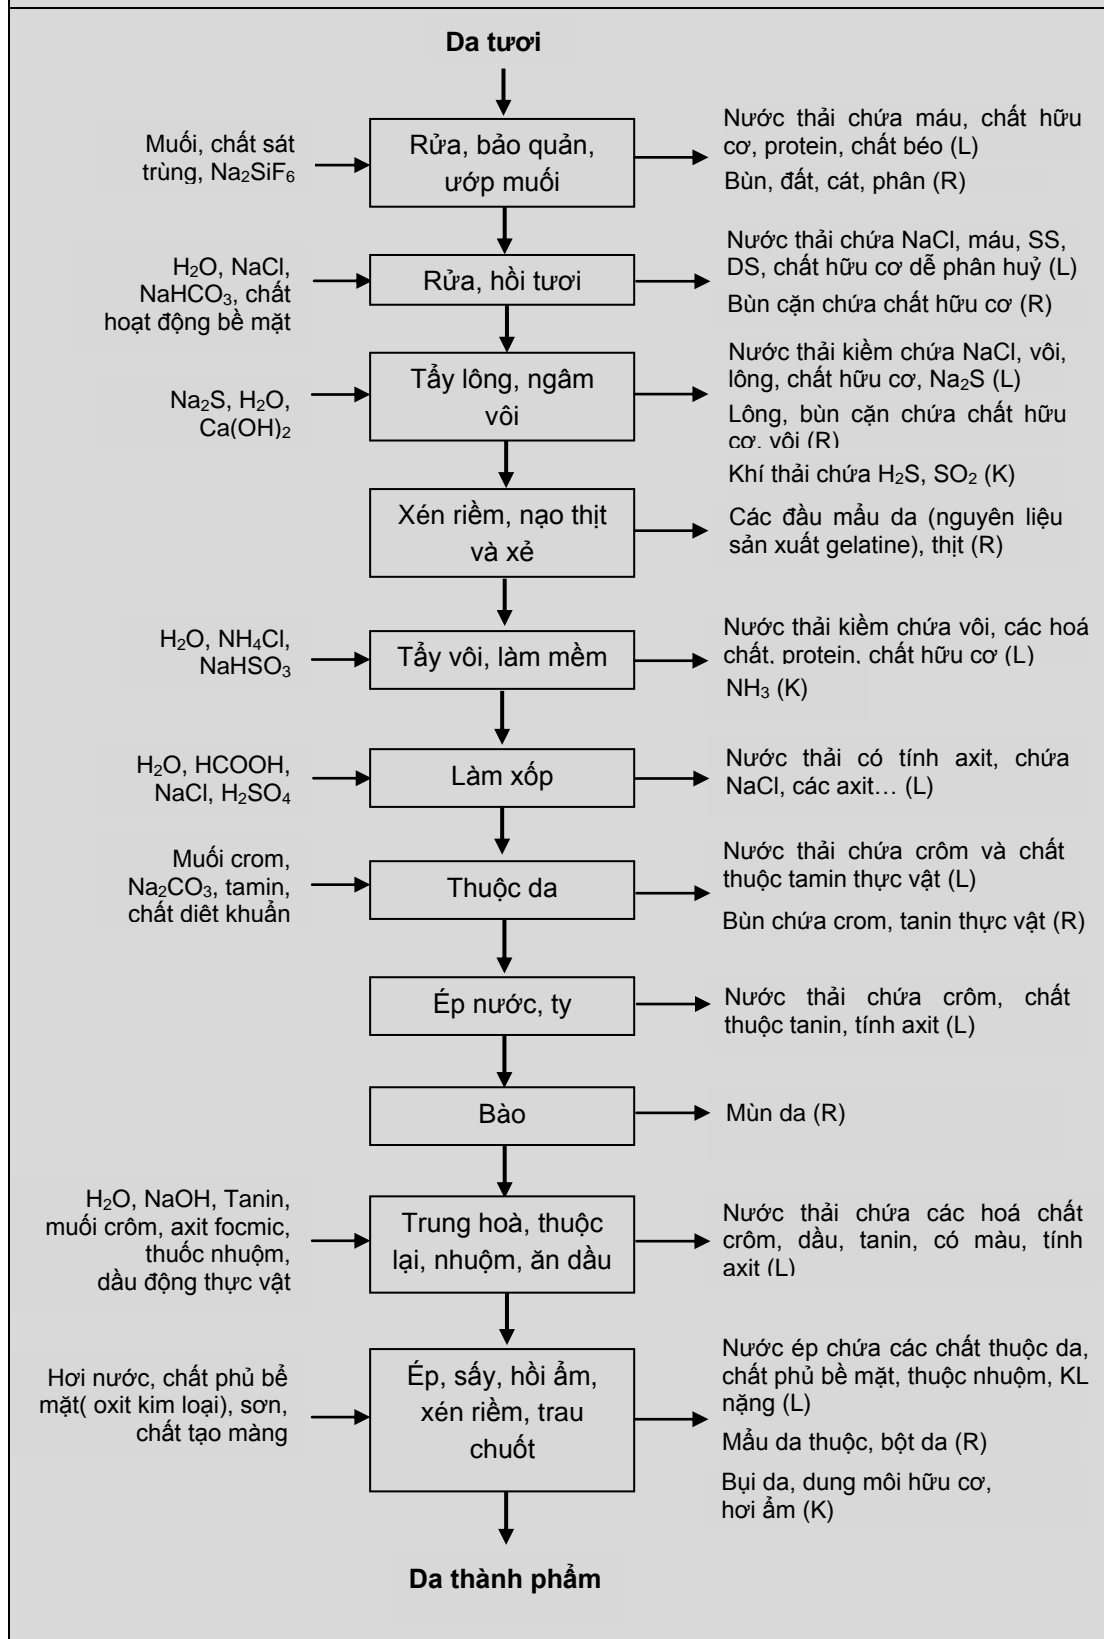 Da tươi
Muối, chất sát
trùng, Na₂SiF₆
Rửa, bảo quản,
ướp muối
Nước thải chứa máu, chất hữu
cơ, protein, chất béo (L)
Bùn, đất, cát, phân (R)
H₂O, NaCl,
NaHCO₃, chất
hoạt động bề mặt
Rửa, hồi tươi
Nước thải chứa NaCl, máu, SS,
DS, chất hữu cơ dễ phân huỷ (L)
Bùn cặn chứa chất hữu cơ (R)
Na₂S, H₂O,
Ca(OH)₂
Tẩy lông, ngâm
vôi
Nước thải kiềm chứa NaCl, vôi,
lông, chất hữu cơ, Na₂S (L)
Lông, bùn cặn chứa chất hữu
cơ, vôi (R)
Khí thải chứa H₂S, SO₂ (K)
Xén riềm, nạo thịt
và xẻ
Các đầu mẩu da (nguyên liệu
sản xuất gelatine), thịt (R)
H₂O, NH₄Cl,
NaHSO₃
Tẩy vôi, làm mềm
Nước thải kiềm chứa vôi, các hoá
chất, protein, chất hữu cơ (L)
NH₃ (K)
H₂O, HCOOH,
NaCl, H₂SO₄
Làm xốp
Nước thải có tính axit, chứa
NaCl, các axit… (L)
Muối crom,
Na₂CO₃, tamin,
chất diêt khuẩn
Thuộc da
Nước thải chứa crôm và chất
thuộc tamin thực vật (L)
Bùn chứa crom, tanin thực vật (R)
Ép nước, ty
Nước thải chứa crôm, chất
thuộc tanin, tính axit (L)
Bào
Mùn da (R)
H₂O, NaOH, Tanin,
muối crôm, axit focmic,
thuốc nhuộm,
dầu động thực vật
Trung hoà, thuộc
lại, nhuộm, ăn dầu
Nước thải chứa các hoá chất
crôm, dầu, tanin, có màu, tính
axit (L)
Hơi nước, chất phủ bể
mặt( oxit kim loại), sơn,
chất tạo màng
Ép, sấy, hồi ẩm,
xén riềm, trau
chuốt
Nước ép chứa các chất thuộc da,
chất phủ bề mặt, thuộc nhuộm, KL
nặng (L)
Mẩu da thuộc, bột da (R)
Bụi da, dung môi hữu cơ,
hơi ẩm (K)
Da thành phẩm